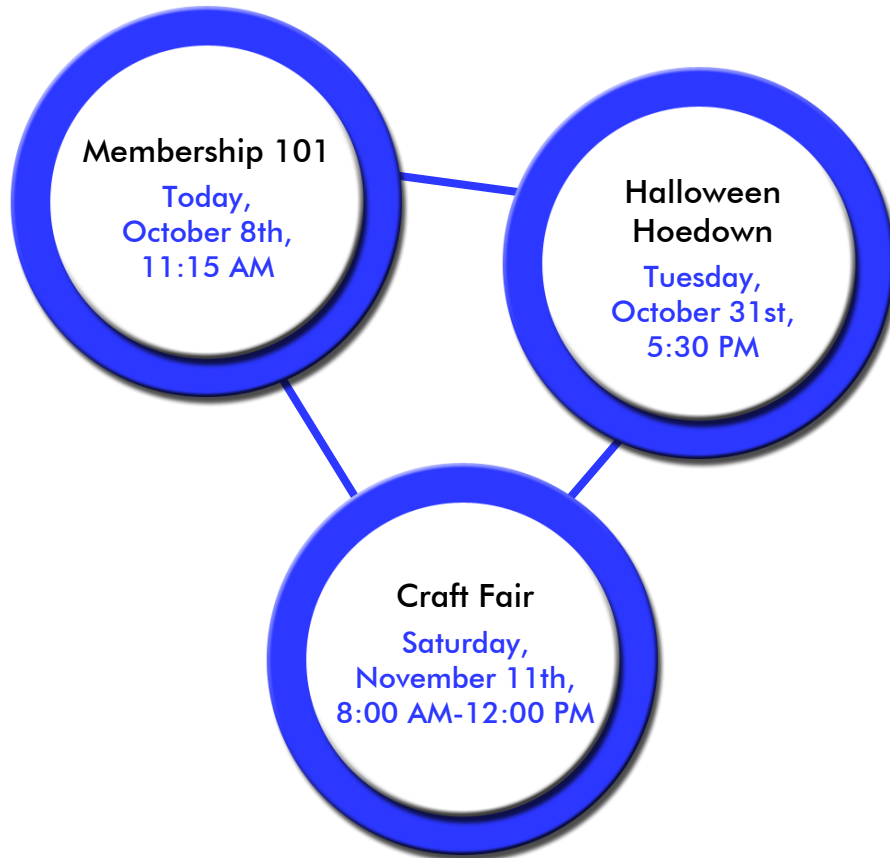 Membership 101
Today,
October 8th,
11:15 AM
Halloween
Hoedown
Tuesday,
October 31st,
5:30 PM
Craft Fair
Saturday,
November 11th,
8:00 AM-12:00 PM